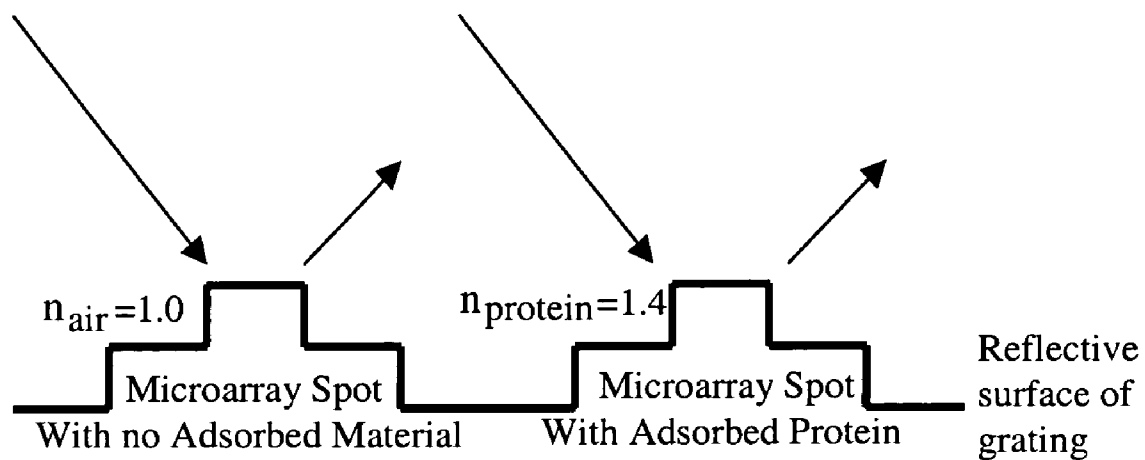 n_air=1.0
n_protein=1.4
Microarray Spot
With no Adsorbed Material
Microarray Spot
With Adsorbed Protein
Reflective
surface of
grating